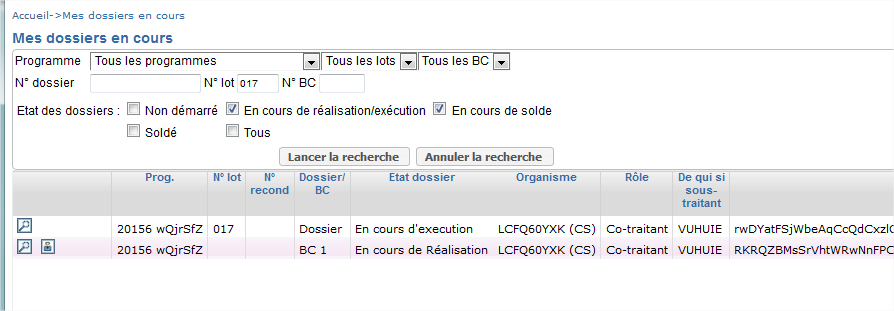 Accueil->Mes dossiers en cours
Mes dossiers en cours
Programme Tous les programmes Tous les lots Tous les BC
N° dossier N° lot 017 N° BC
Etat des dossiers : Non démarré En cours de réalisation/exécution En cours de solde
Soldé Tous
Lancer la recherche Annuler la recherche
Prog. N° lot N° recond Dossier/ BC Etat dossier Organisme Rôle De qui si sous-traitant
20156 wQjrSfZ 017 Dossier En cours d'execution LCFQ60YXK (CS) Co-traitant VUHUIE
20156 wQjrSfZ BC 1 En cours de Réalisation LCFQ60YXK (CS) Co-traitant VUHUIE